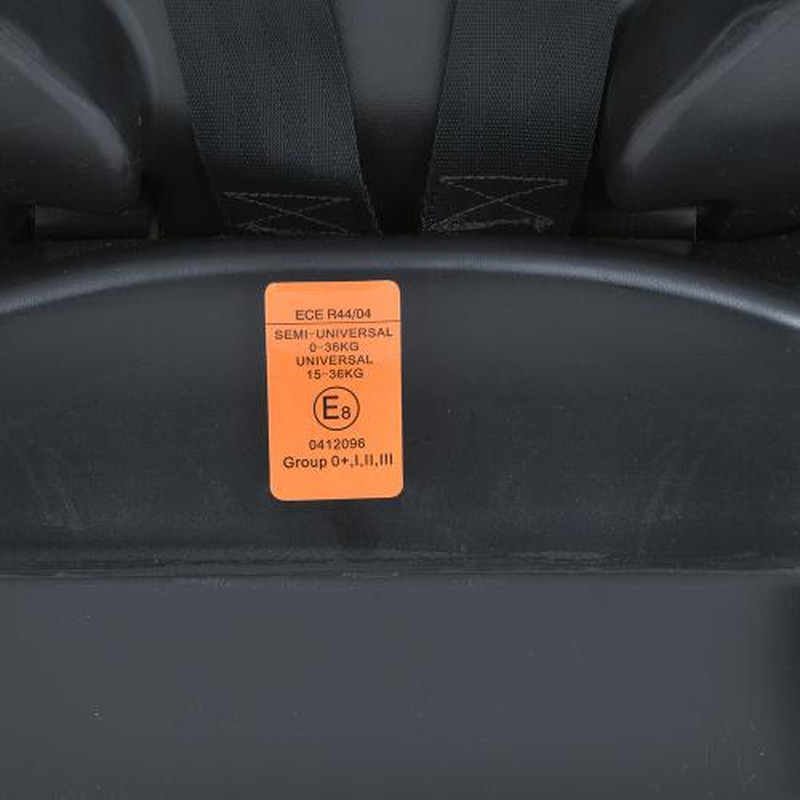 ECE R44/04
SEMI-UNIVERSAL
0-36KG
UNIVERSAL
15-36KG
E8
0412096
Group 0+,I,II,III